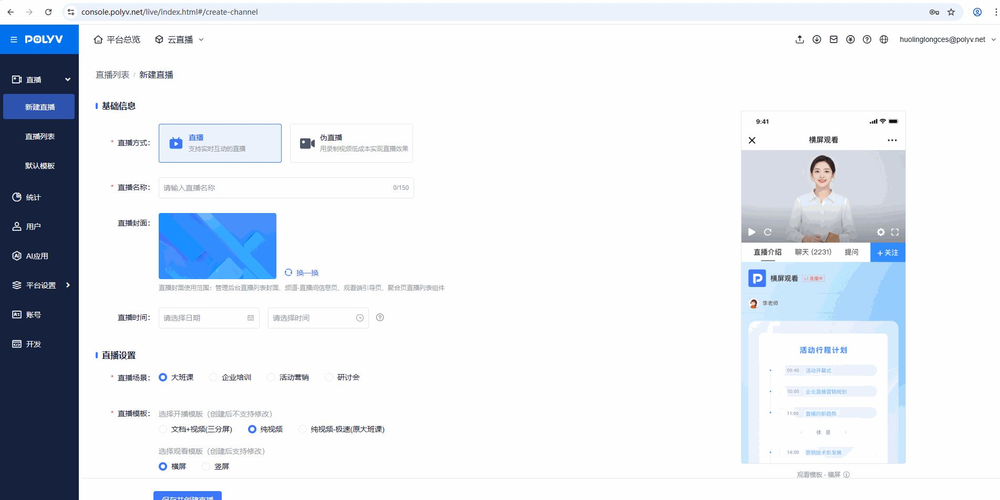 console.polyv.net/live/index.html#/create-channel
POLYV
平台总览
云直播
huolinglongces@polyv.net
直播
新建直播
直播列表
默认模板
统计
用户
AI应用
平台设置
账号
开发
直播列表 / 新建直播
基础信息
* 直播方式:
直播
支持实时互动的直播
伪直播
用录制视频低成本实现直播效果
* 直播名称:
请输入直播名称
0/150
直播封面:
换一换
直播封面使用范围：管理后台直播列表封面、频道-直播间信息页、观看端引导页、聚合页直播列表组件
直播时间:
请选择日期
请选择时间
直播设置
* 直播场景:
大班课
企业培训
活动营销
研讨会
* 直播模板:
选择开播模版（创建后不支持修改）
文档+视频(三分屏)
纯视频
纯视频-极速(原大班课)
选择观看模版（创建后支持修改）
横屏
竖屏
保存并创建直播
9:41
横屏观看
直播介绍
聊天 (2231)
提问
+ 关注
横屏观看
直播中
李老师
活动行程计划
09:40 活动开幕式
10:00 企业直播营销规划
11:00 直播的新趋势
休 息
14:00 营销技术新发展
观看模板 - 横屏